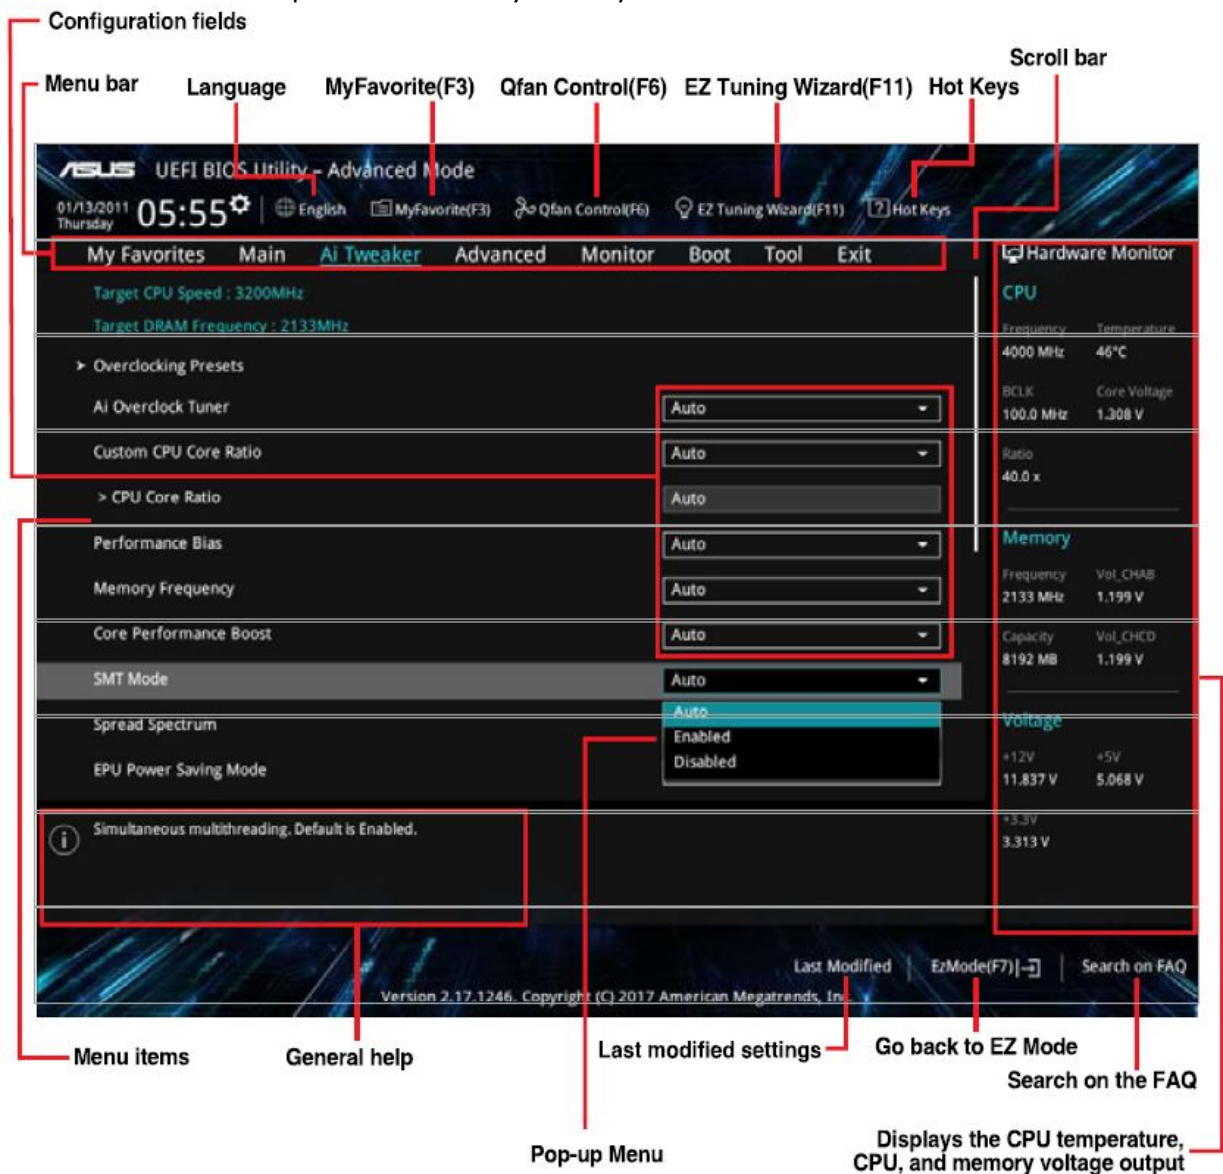 Configuration fields
Scroll bar
Menu bar Language MyFavorite(F3) Qfan Control(F6) EZ Tuning Wizard(F11) Hot Keys
ASUS UEFI BIOS Utility – Advanced Mode
01/13/2011
Thursday
05:55 English MyFavorite(F3) Qfan Control(F6) EZ Tuning Wizard(F11) ? Hot Keys
My Favorites Main Ai Tweaker Advanced Monitor Boot Tool Exit
Target CPU Speed : 3200MHz
Target DRAM Frequency : 2133MHz
> Overclocking Presets
Ai Overclock Tuner Auto
Custom CPU Core Ratio Auto
> CPU Core Ratio Auto
Performance Bias Auto
Memory Frequency Auto
Core Performance Boost Auto
SMT Mode Auto
Auto
Enabled
Disabled
Spread Spectrum
EPU Power Saving Mode
i Simultaneous multithreading. Default is Enabled.
Hardware Monitor
CPU
Frequency Temperature
4000 MHz 46°C
BCLK Core Voltage
100.0 MHz 1.308 V
Ratio
40.0 x
Memory
Frequency Vol_CHAB
2133 MHz 1.199 V
Capacity Vol_CHCD
8192 MB 1.199 V
Voltage
+12V +5V
11.837 V 5.068 V
+3.3V
3.313 V
Last Modified EzMode(F7) Search on FAQ
Version 2.17.1246. Copyright (C) 2017 American Megatrends, Inc.
Menu items General help Last modified settings Go back to EZ Mode
Search on the FAQ
Pop-up Menu
Displays the CPU temperature,
CPU, and memory voltage output